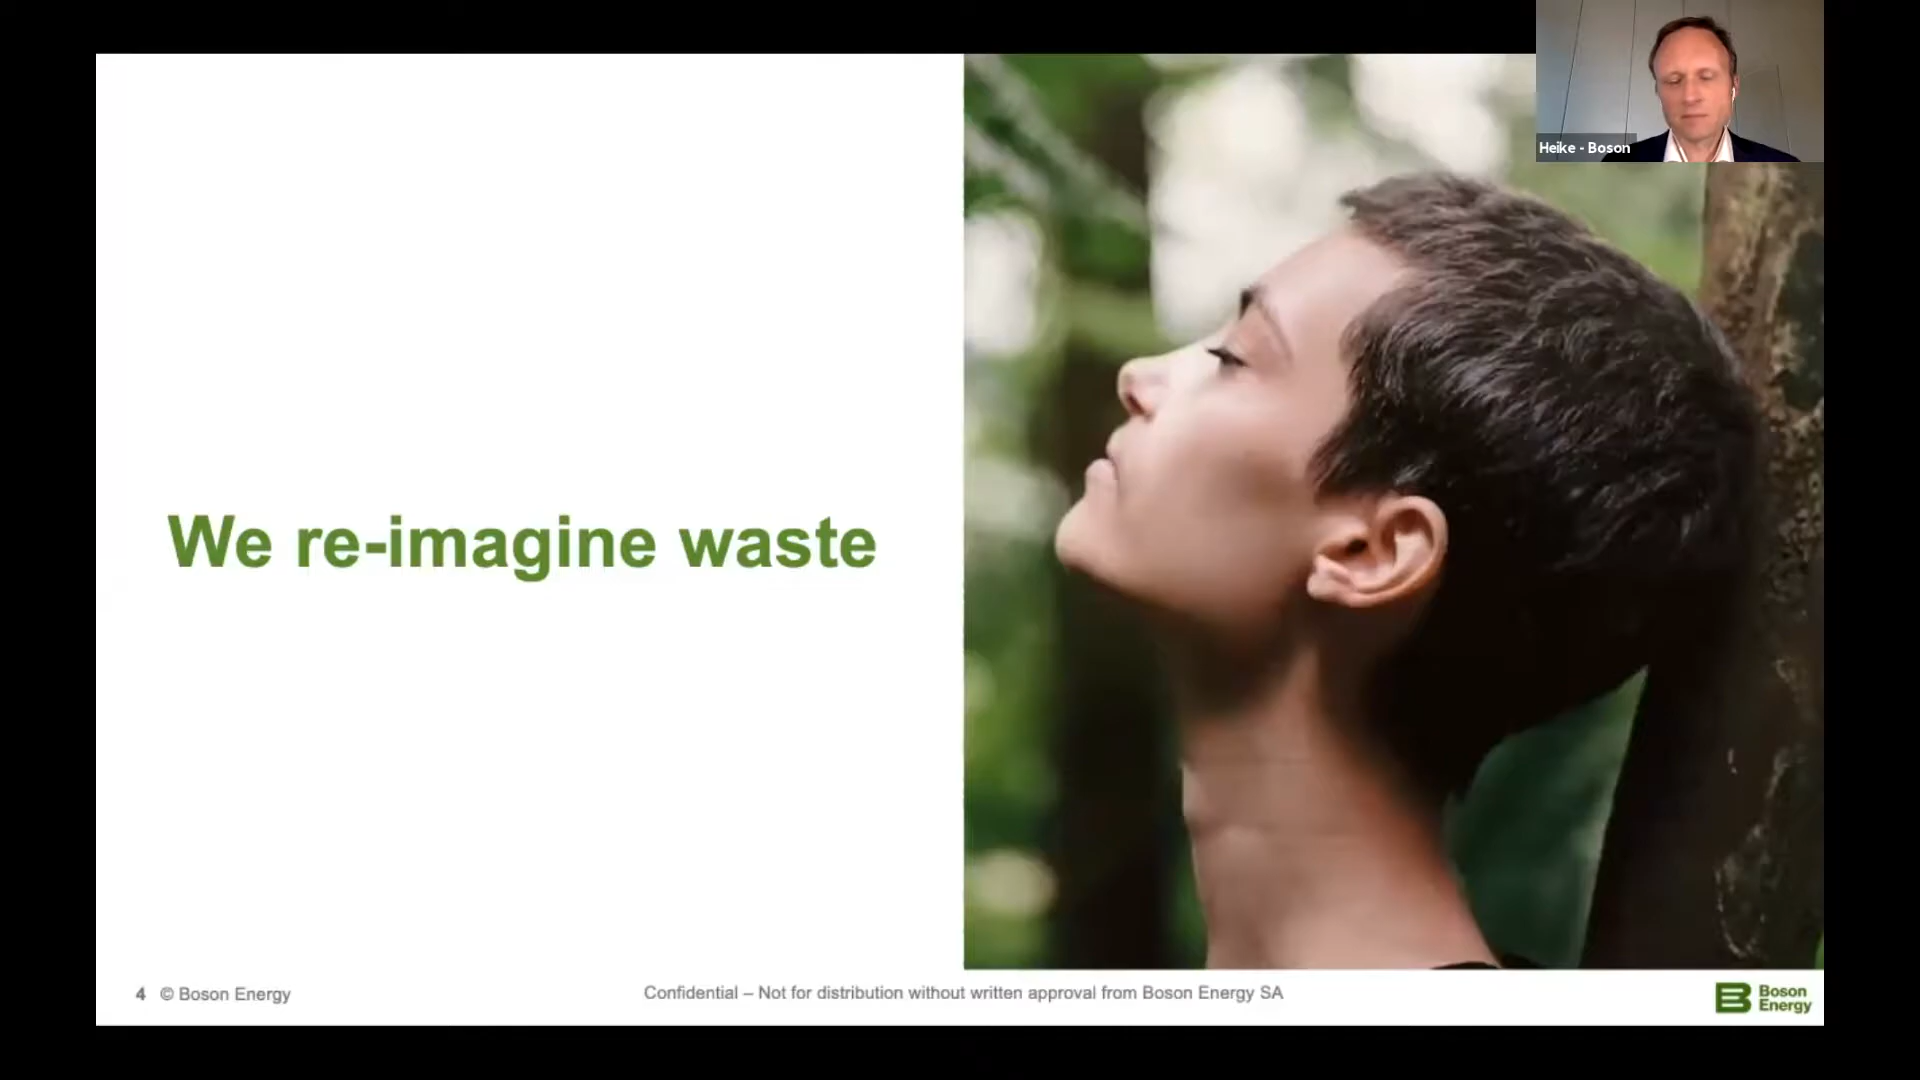 Heike - Boson
We re-imagine waste
4 © Boson Energy
Confidential – Not for distribution without written approval from Boson Energy SA
Boson
Energy